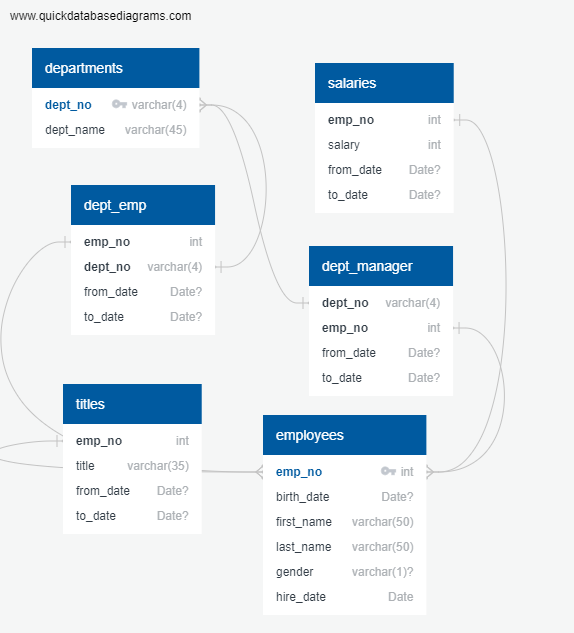 www.quickdatabasediagrams.com
departments
dept_no varchar(4)
dept_name varchar(45)
salaries
emp_no int
salary int
from_date Date?
to_date Date?
dept_emp
emp_no int
dept_no varchar(4)
from_date Date?
to_date Date?
dept_manager
dept_no varchar(4)
emp_no int
from_date Date?
to_date Date?
titles
emp_no int
title varchar(35)
from_date Date?
to_date Date?
employees
emp_no int
birth_date Date?
first_name varchar(50)
last_name varchar(50)
gender varchar(1)?
hire_date Date